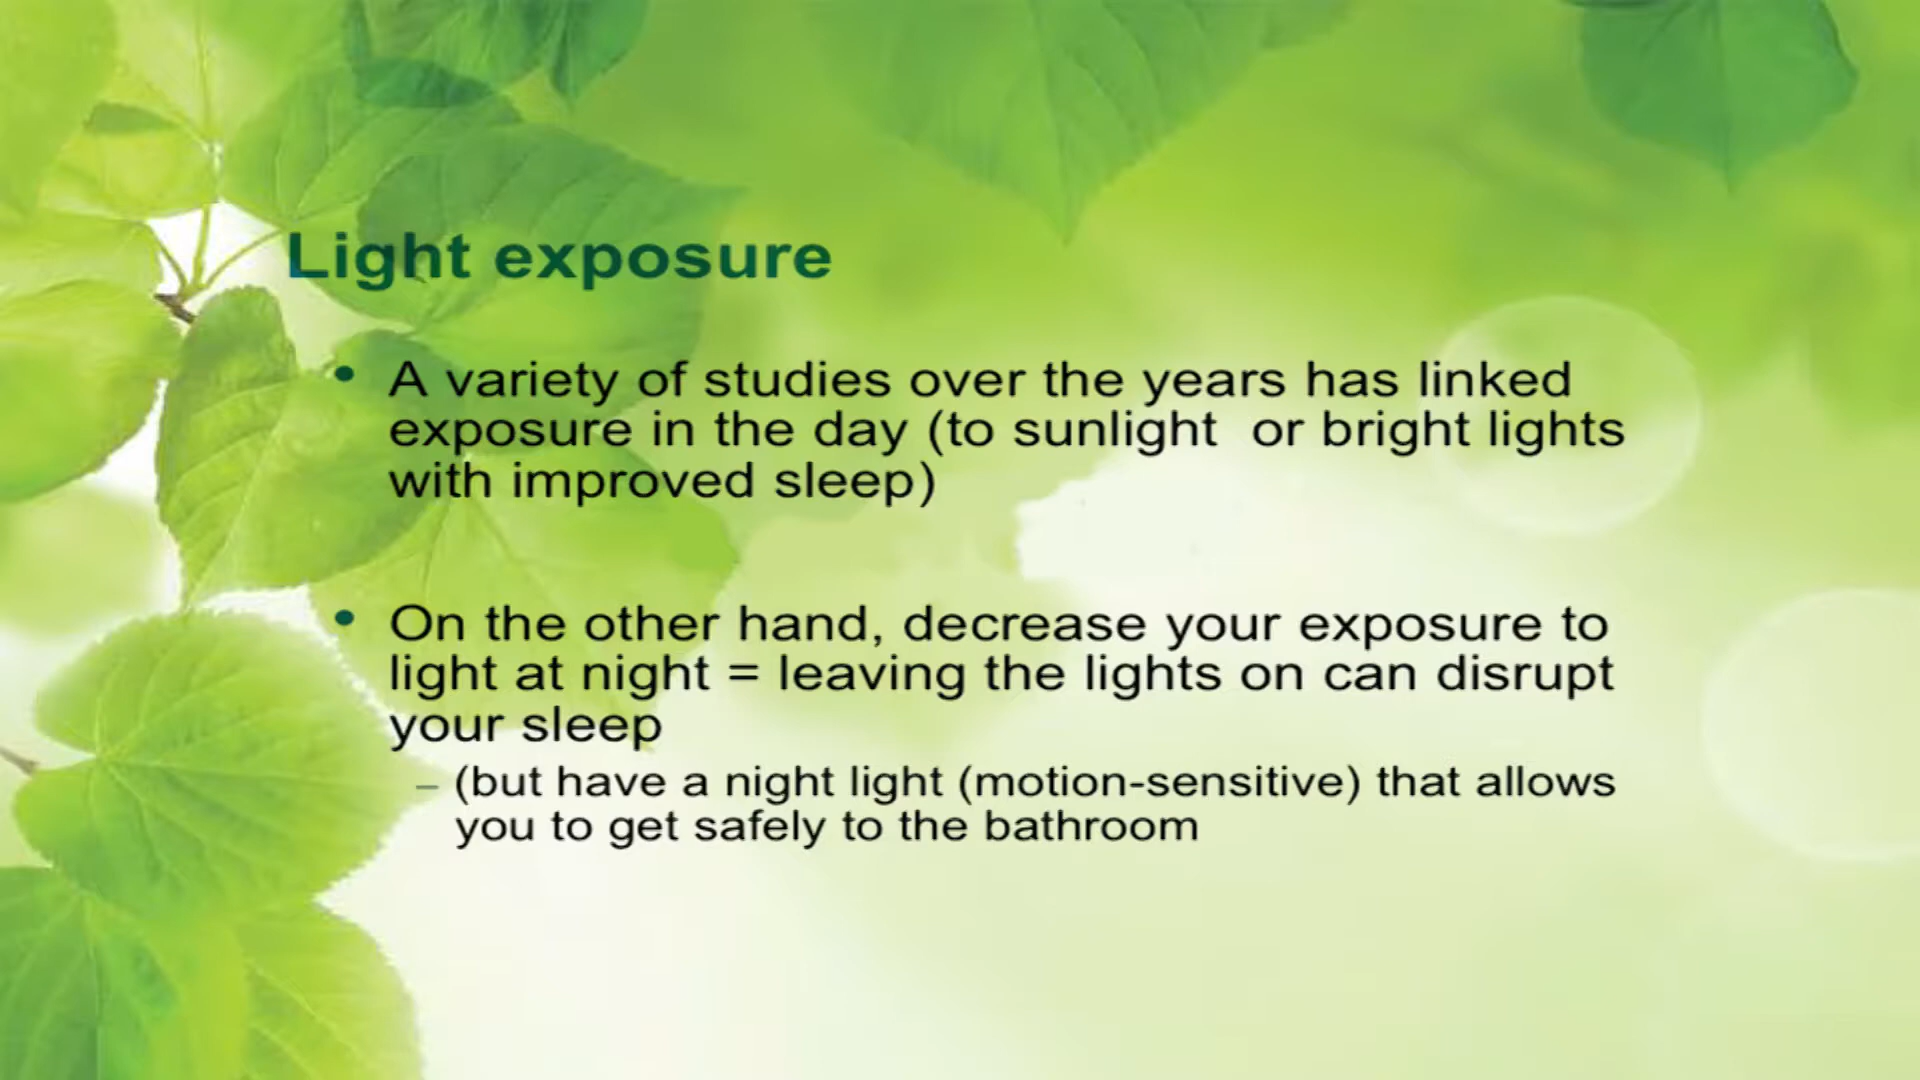 Light exposure
• A variety of studies over the years has linked
exposure in the day (to sunlight  or bright lights
with improved sleep)
• On the other hand, decrease your exposure to
light at night = leaving the lights on can disrupt
your sleep
– (but have a night light (motion-sensitive) that allows
you to get safely to the bathroom